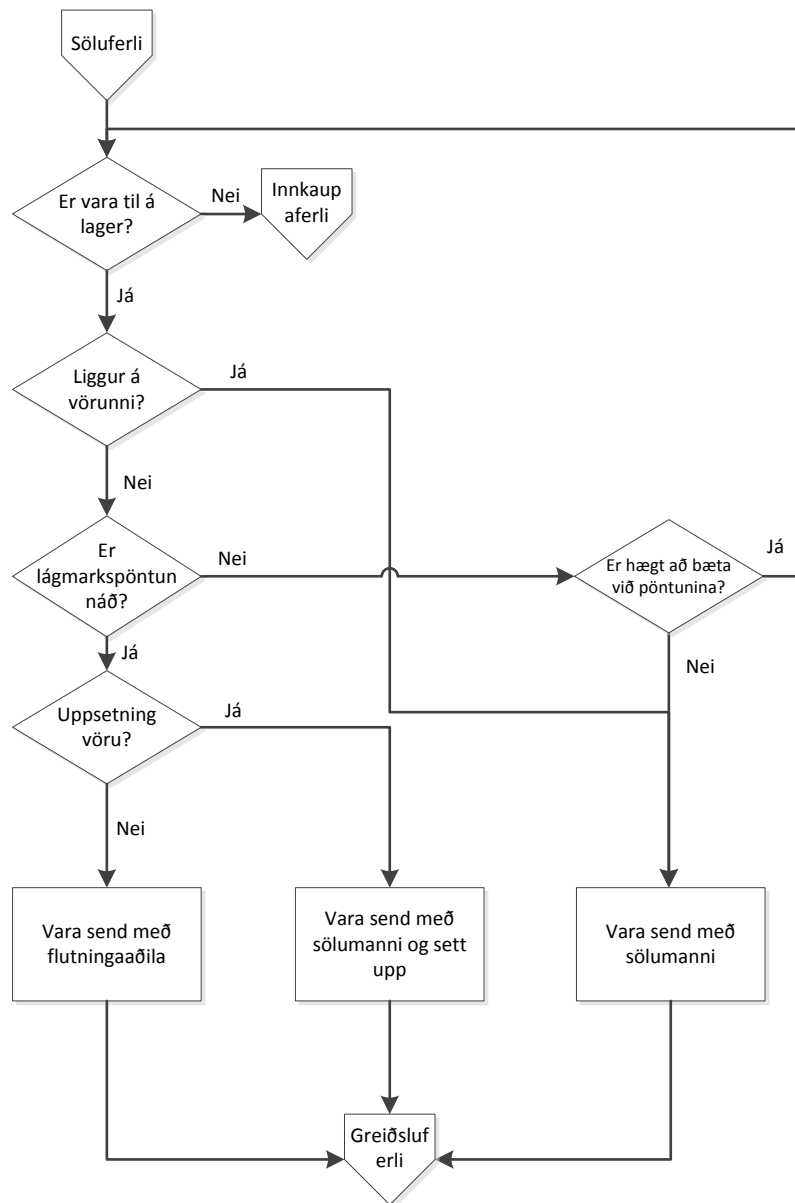 Söluferli
Er vara til á
lager?
Nei
Innkaup
aferli
Já
Liggur á
vörunni?
Já
Nei
Er
lágmarkspöntun
náð?
Nei
Er hægt að bæta
við pöntunina?
Já
Já
Nei
Uppsetning
vöru?
Já
Nei
Vara send með
flutningaaðila
Vara send með
sölumanni og sett
upp
Vara send með
sölumanni
Greiðsluf
erli